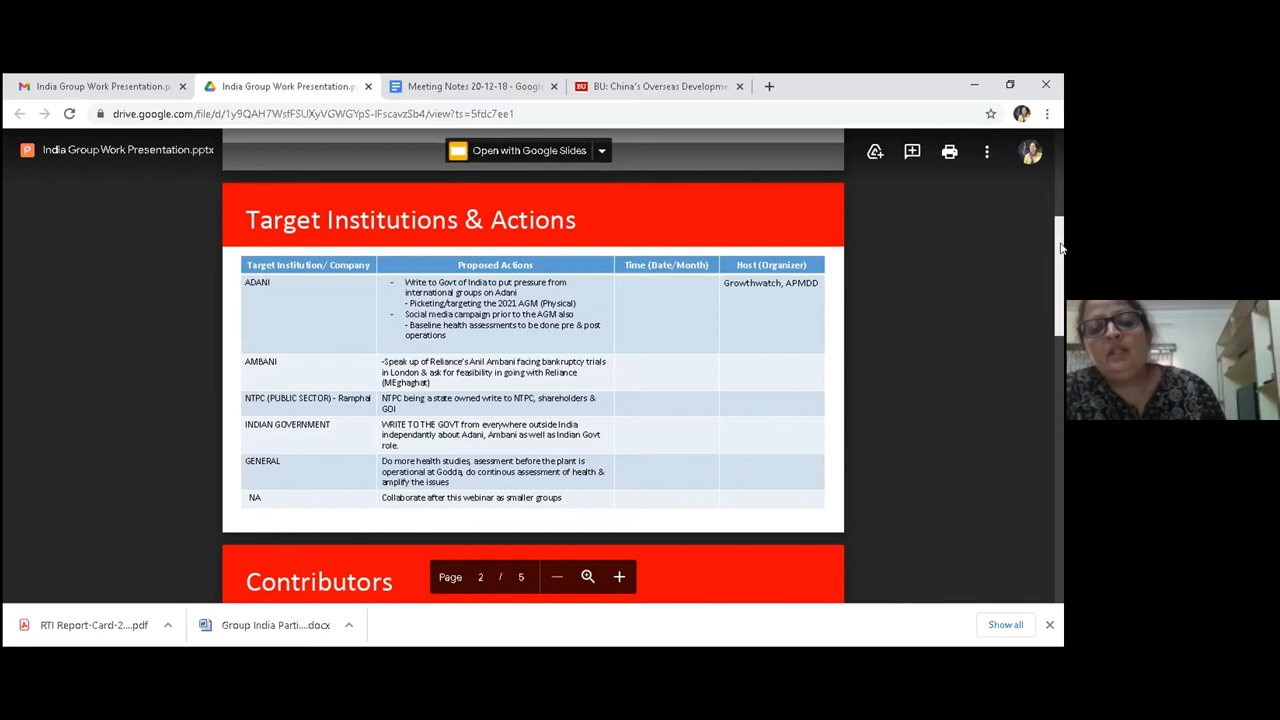 India Group Work Presentation.p
India Group Work Presentation.p
Meeting Notes 20-12-18 - Googl
BU: China's Overseas Developme
drive.google.com/file/d/1y9QAH7WsfFSUXyVGWGYpS-lFscavzSb4/view?ts=5fdc7ee1
India Group Work Presentation.pptx
Open with Google Slides
Target Institutions & Actions
Target Institution/ Company
Proposed Actions
Time (Date/Month)
Host (Organizer)
ADANI
- Write to Govt of India to put pressure from
international groups on Adani
- Picketing/targeting the 2021 AGM (Physical)
- Social media campaign prior to the AGM also
- Baseline health assessments to be done pre & post
operations
Growthwatch, APMDD
AMBANI
-Speak up of Reliance's Anil Ambani facing bankruptcy trials
in London & ask for feasibility in going with Reliance
(MEghaghat)
NTPC (PUBLIC SECTOR) - Ramphal
NTPC being a state owned write to NTPC, shareholders &
GOI
INDIAN GOVERNMENT
WRITE TO THE GOVT from everywhere outside India
independantly about Adani, Ambani as well as Indian Govt
role.
GENERAL
Do more health studies, asessment before the plant is
operational at Godda, do continous assessment of health &
amplify the issues
NA
Collaborate after this webinar as smaller groups
Contributors
Page 2 / 5
RTI Report-Card-2....pdf
Group India Parti....docx
Show all